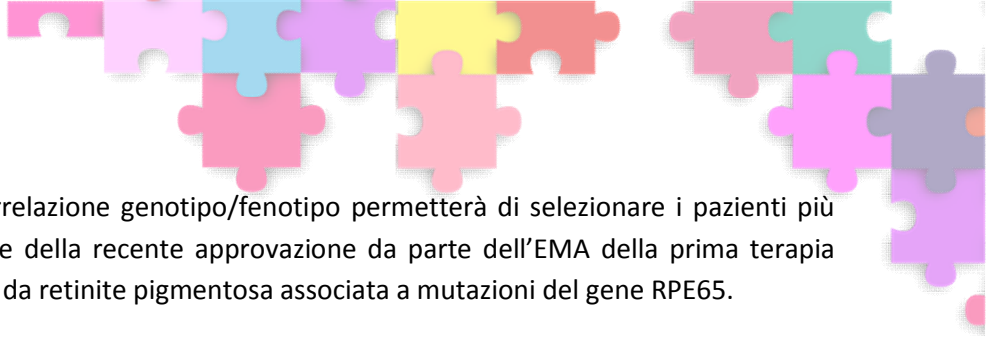 rrelazione genotipo/fenotipo permetterà di selezionare i pazienti più
e della recente approvazione da parte dell'EMA della prima terapia
da retinite pigmentosa associata a mutazioni del gene RPE65.